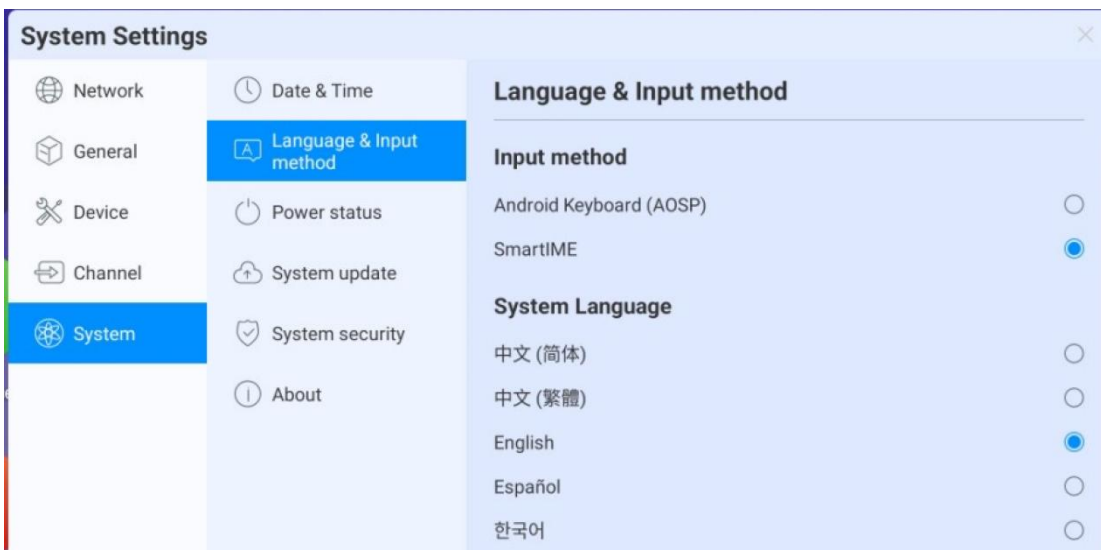 System Settings
Network
General
Device
Channel
System
Date & Time
Language & Input
method
Power status
System update
System security
About
Language & Input method
Input method
Android Keyboard (AOSP)
SmartIME
System Language
中文 (简体)
中文 (繁體)
English
Español
한국어